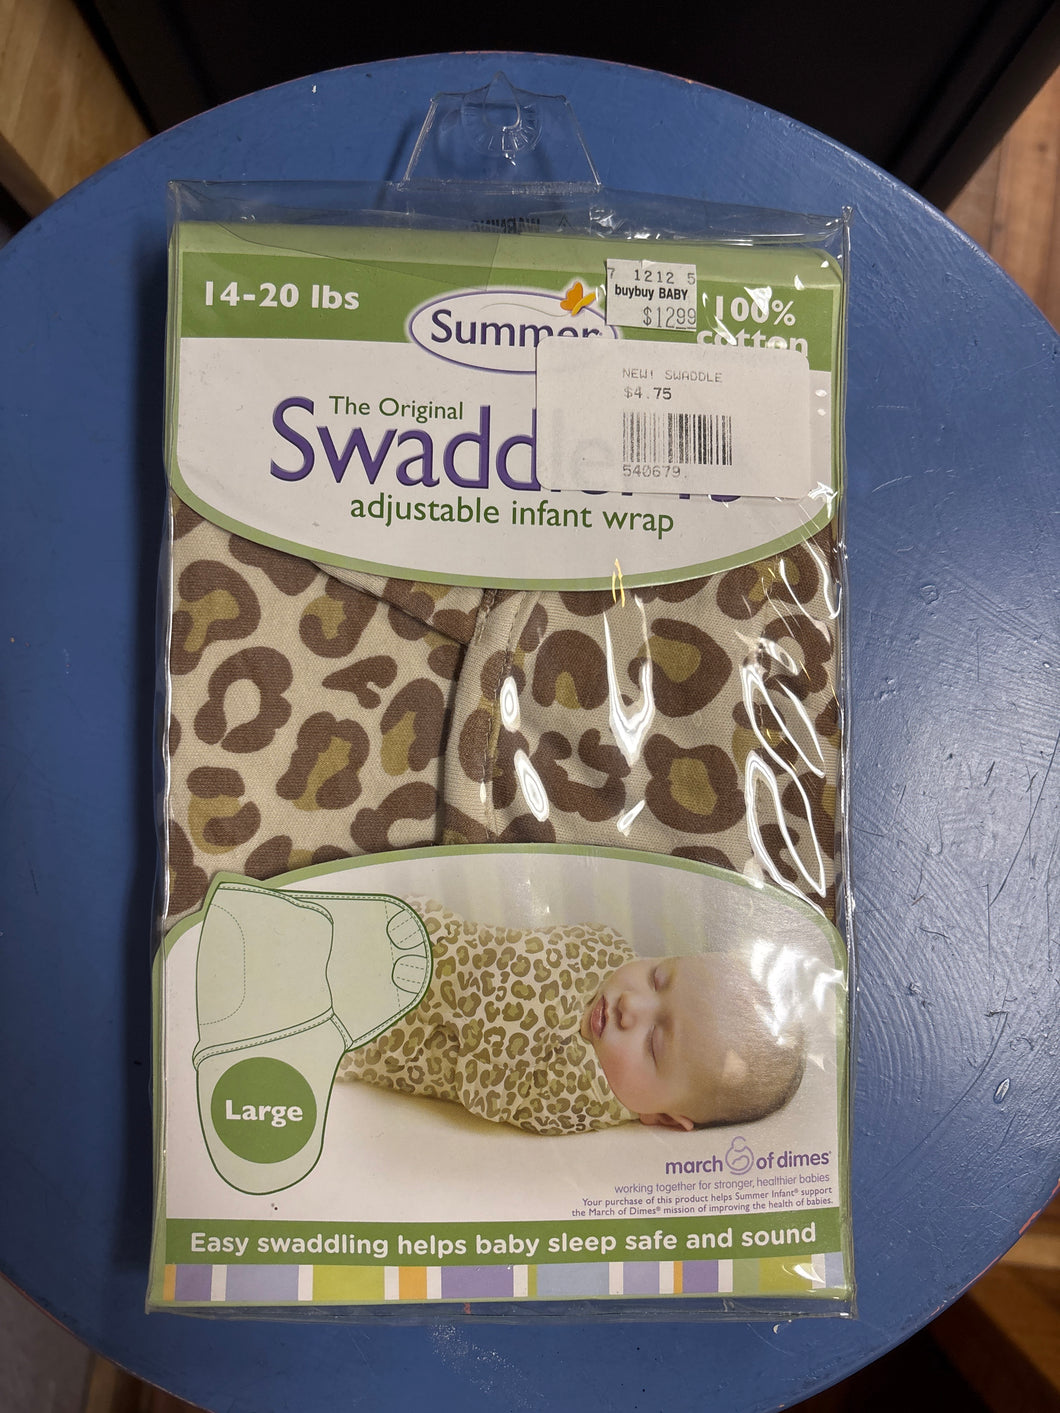 14-20 lbs
Summer
7 1212 5
buybuy BABY
$12.99
100%
cotton
NEW! SWADDLE
$4.75
540679
The Original
Swadd
adjustable infant wrap
Large
march of dimes®
working together for stronger, healthier babies
Your purchase of this product helps Summer Infant® support
the March of Dimes® mission of improving the health of babies.
Easy swaddling helps baby sleep safe and sound